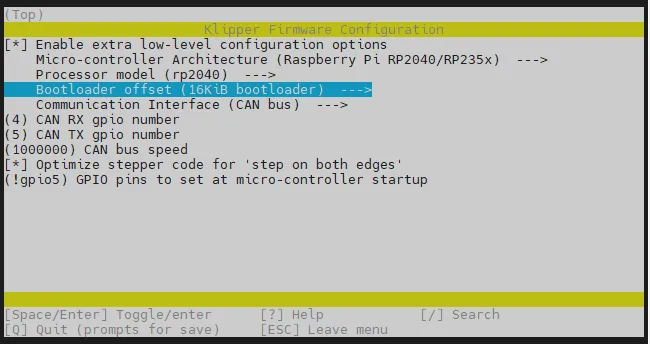 (Top)
Klipper Firmware Configuration
[*] Enable extra low-level configuration options
Micro-controller Architecture (Raspberry Pi RP2040/RP235x)  --->
Processor model (rp2040)  --->
Bootloader offset (16KiB bootloader)  --->
Communication Interface (CAN bus)  --->
(4) CAN RX gpio number
(5) CAN TX gpio number
(1000000) CAN bus speed
[*] Optimize stepper code for 'step on both edges'
(!gpio5) GPIO pins to set at micro-controller startup
[Space/Enter] Toggle/enter      [?] Help            [/] Search
[Q] Quit (prompts for save)     [ESC] Leave menu